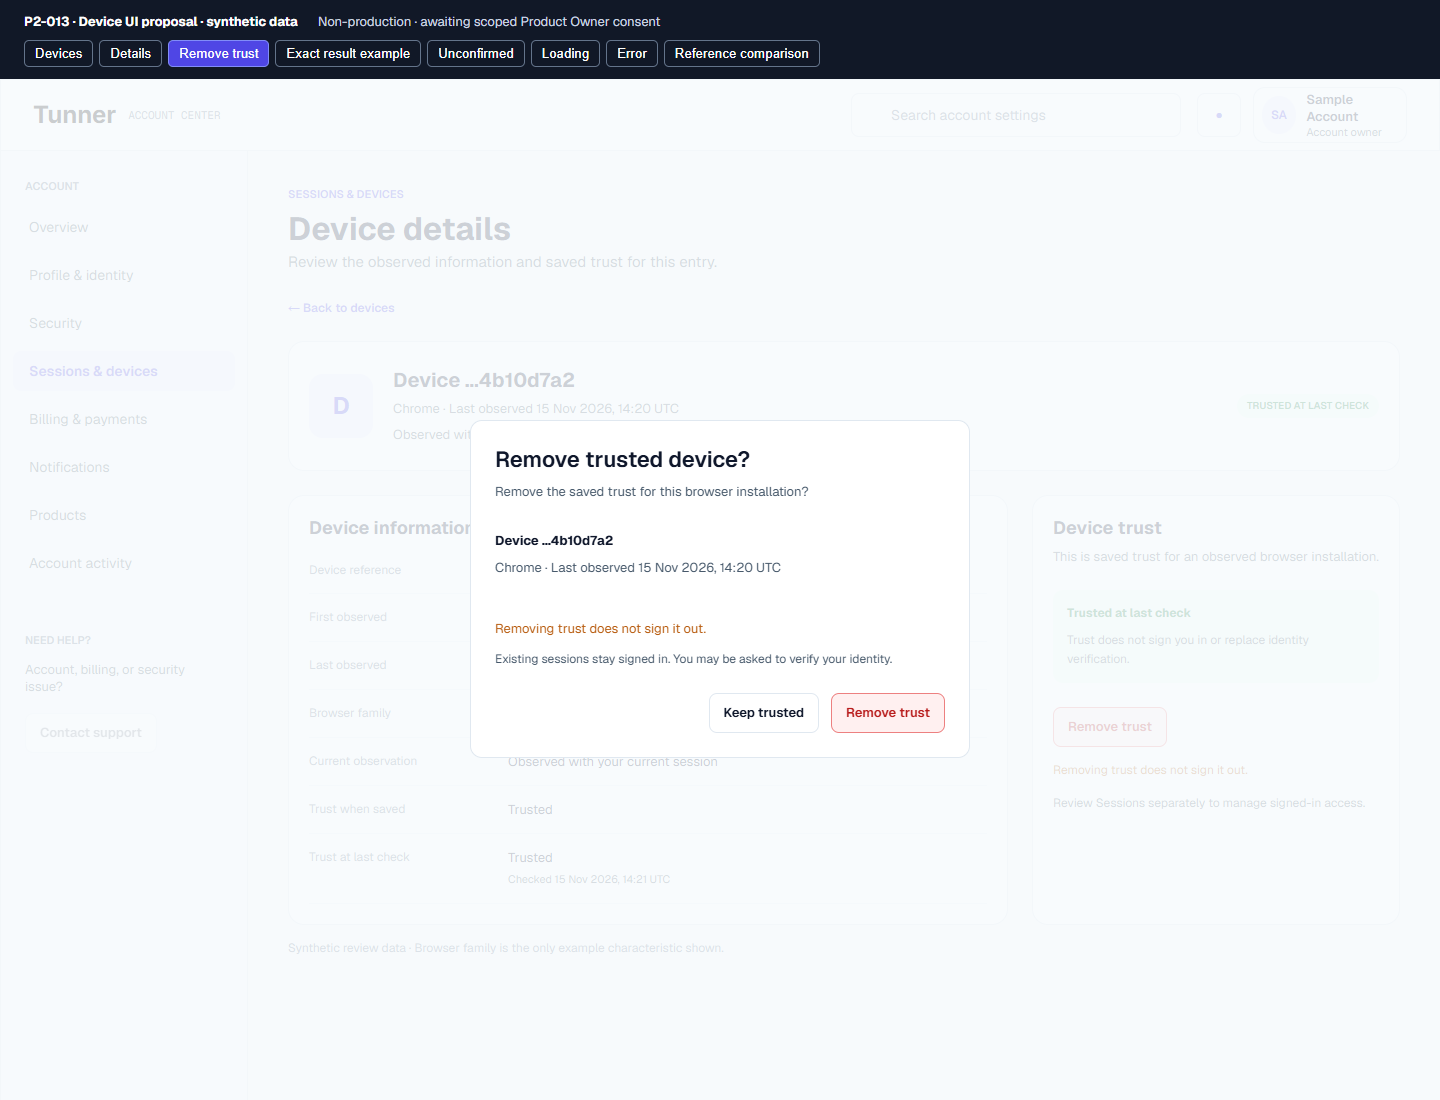 P2-013 · Device UI proposal · synthetic data
Non-production · awaiting scoped Product Owner consent
Devices
Details
Remove trust
Exact result example
Unconfirmed
Loading
Error
Reference comparison
Tunner
ACCOUNT CENTER
Search account settings
SA
Sample
Account
Account owner
ACCOUNT
Overview
Profile & identity
Security
Sessions & devices
Billing & payments
Notifications
Products
Account activity
NEED HELP?
Account, billing, or security
issue?
Contact support
SESSIONS & DEVICES
Device details
Review the observed information and saved trust for this entry.
← Back to devices
D
Device ...4b10d7a2
Chrome · Last observed 15 Nov 2026, 14:20 UTC
Observed wit
TRUSTED AT LAST CHECK
Remove trusted device?
Remove the saved trust for this browser installation?
Device ...4b10d7a2
Chrome · Last observed 15 Nov 2026, 14:20 UTC
Removing trust does not sign it out.
Existing sessions stay signed in. You may be asked to verify your identity.
Keep trusted
Remove trust
Device information
Device reference
First observed
Last observed
Browser family
Current observation
Observed with your current session
Trust when saved
Trusted
Trust at last check
Trusted
Checked 15 Nov 2026, 14:21 UTC
Device trust
This is saved trust for an observed browser installation.
Trusted at last check
Trust does not sign you in or replace identity
verification.
Remove trust
Removing trust does not sign it out.
Review Sessions separately to manage signed-in access.
Synthetic review data · Browser family is the only example characteristic shown.